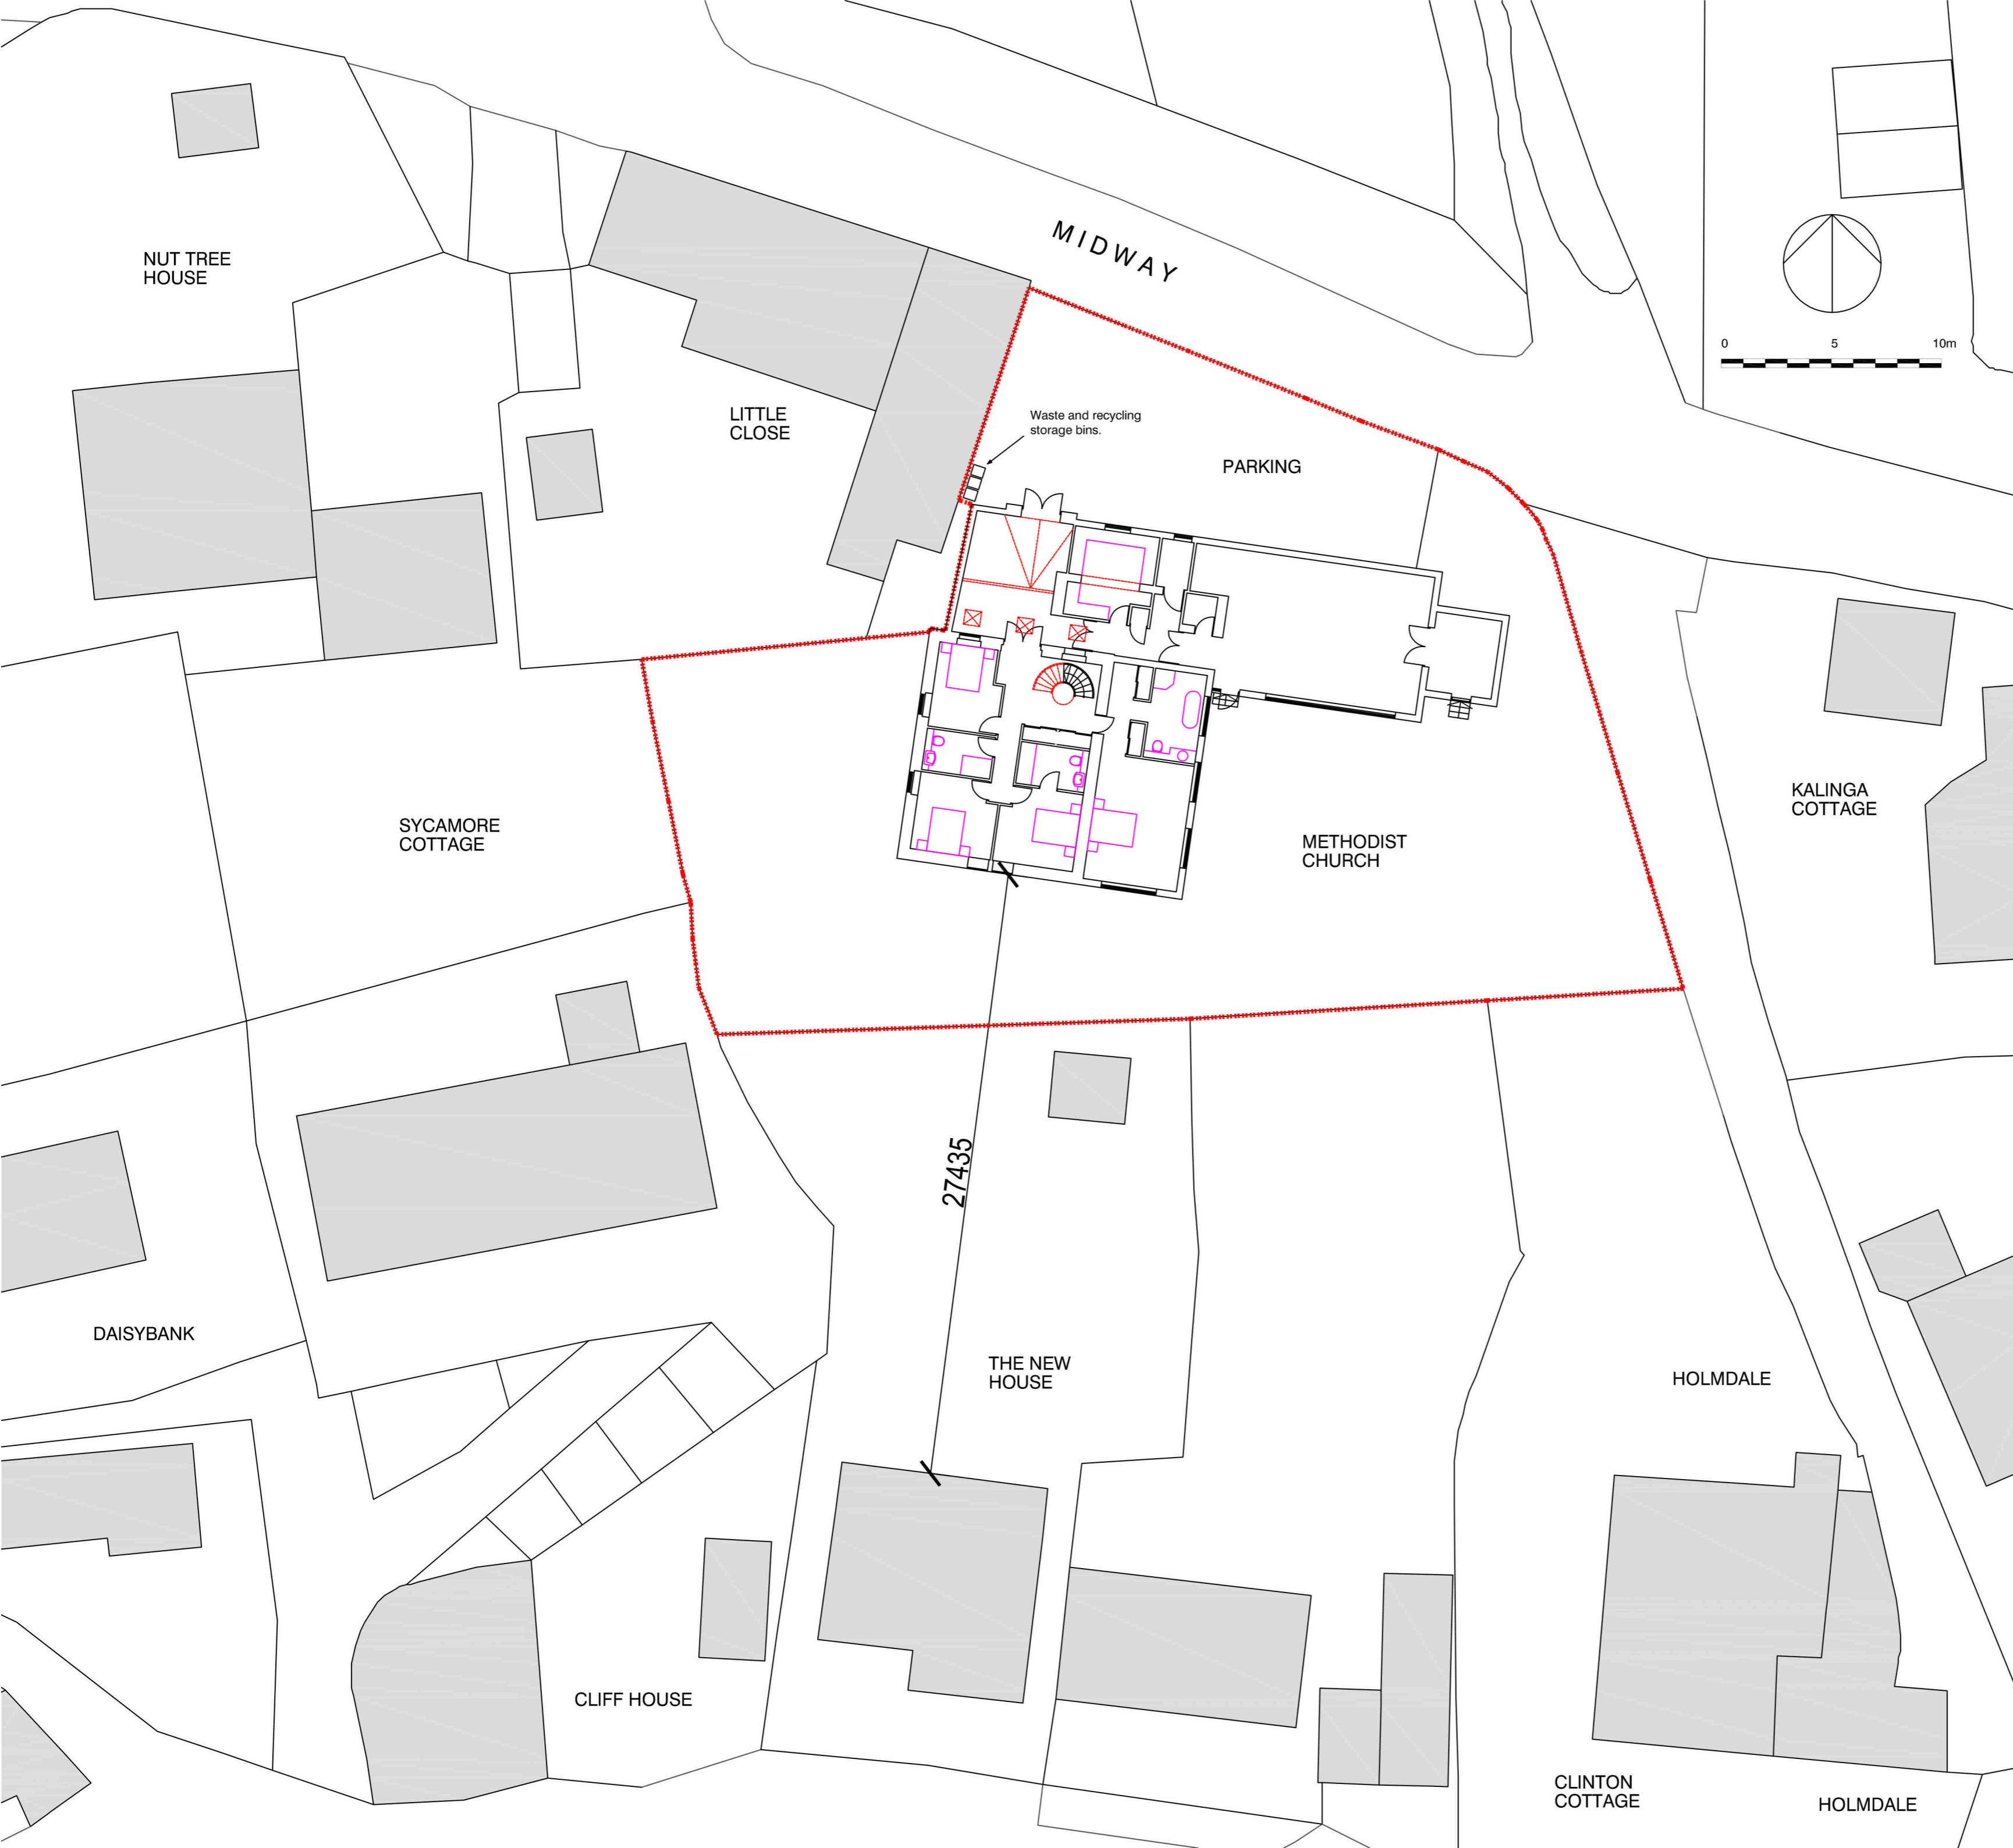 MIDWAY
NUT TREE
HOUSE
0 5 10m
LITTLE
CLOSE
Waste and recycling
storage bins.
PARKING
SYCAMORE
COTTAGE
METHODIST
CHURCH
KALINGA
COTTAGE
27435
DAISYBANK
THE NEW
HOUSE
HOLMDALE
CLIFF HOUSE
CLINTON
COTTAGE
HOLMDALE